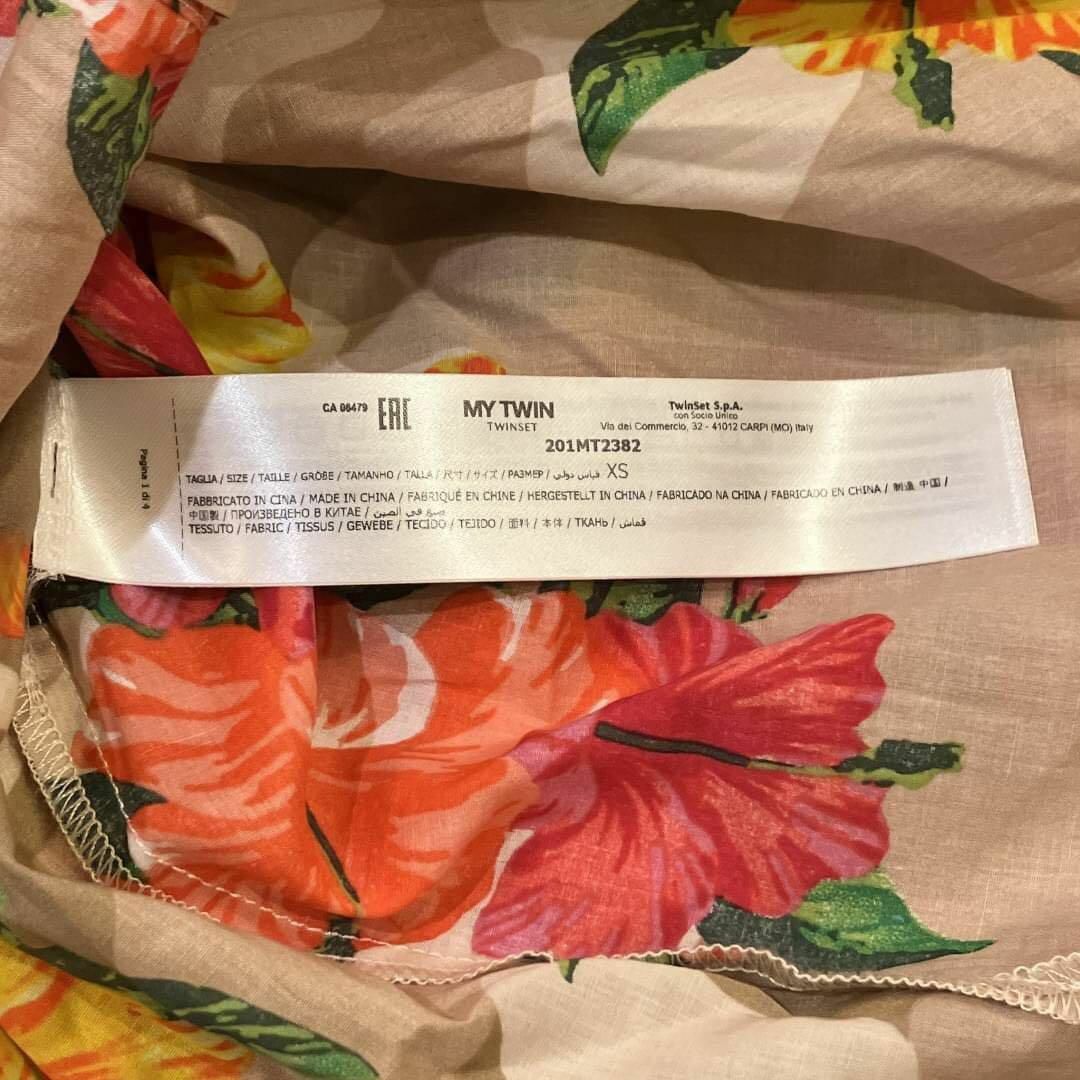 CA 06479
EAC
MY TWIN
TWINSET
TwinSet S.p.A.
con Socio Unico
Via dei Commercio, 32 - 41012 CARPI (MO) Italy
201MT2382
Pagina 1 di 4
TAGLIA / SIZE / TAILLE / GRÖBE / TAMANHO / TALLA / 尺寸 / サイズ / РАЗМЕР / قياس دولي XS
FABBRICATO IN CINA / MADE IN CHINA / FABRIQUÉ EN CHINE / HERGESTELLT IN CHINA / FABRICADO NA CHINA / FABRICADO EN CHINA / 制造 中国 /
中国製 / ПРОИЗВЕДЕНО В КИТАЕ / صنع في الصين
TESSUTO / FABRIC / TISSUS / GEWEBE / TECIDO / TEJIDO / 面料 / 本体 / ТКАНЬ / قماش